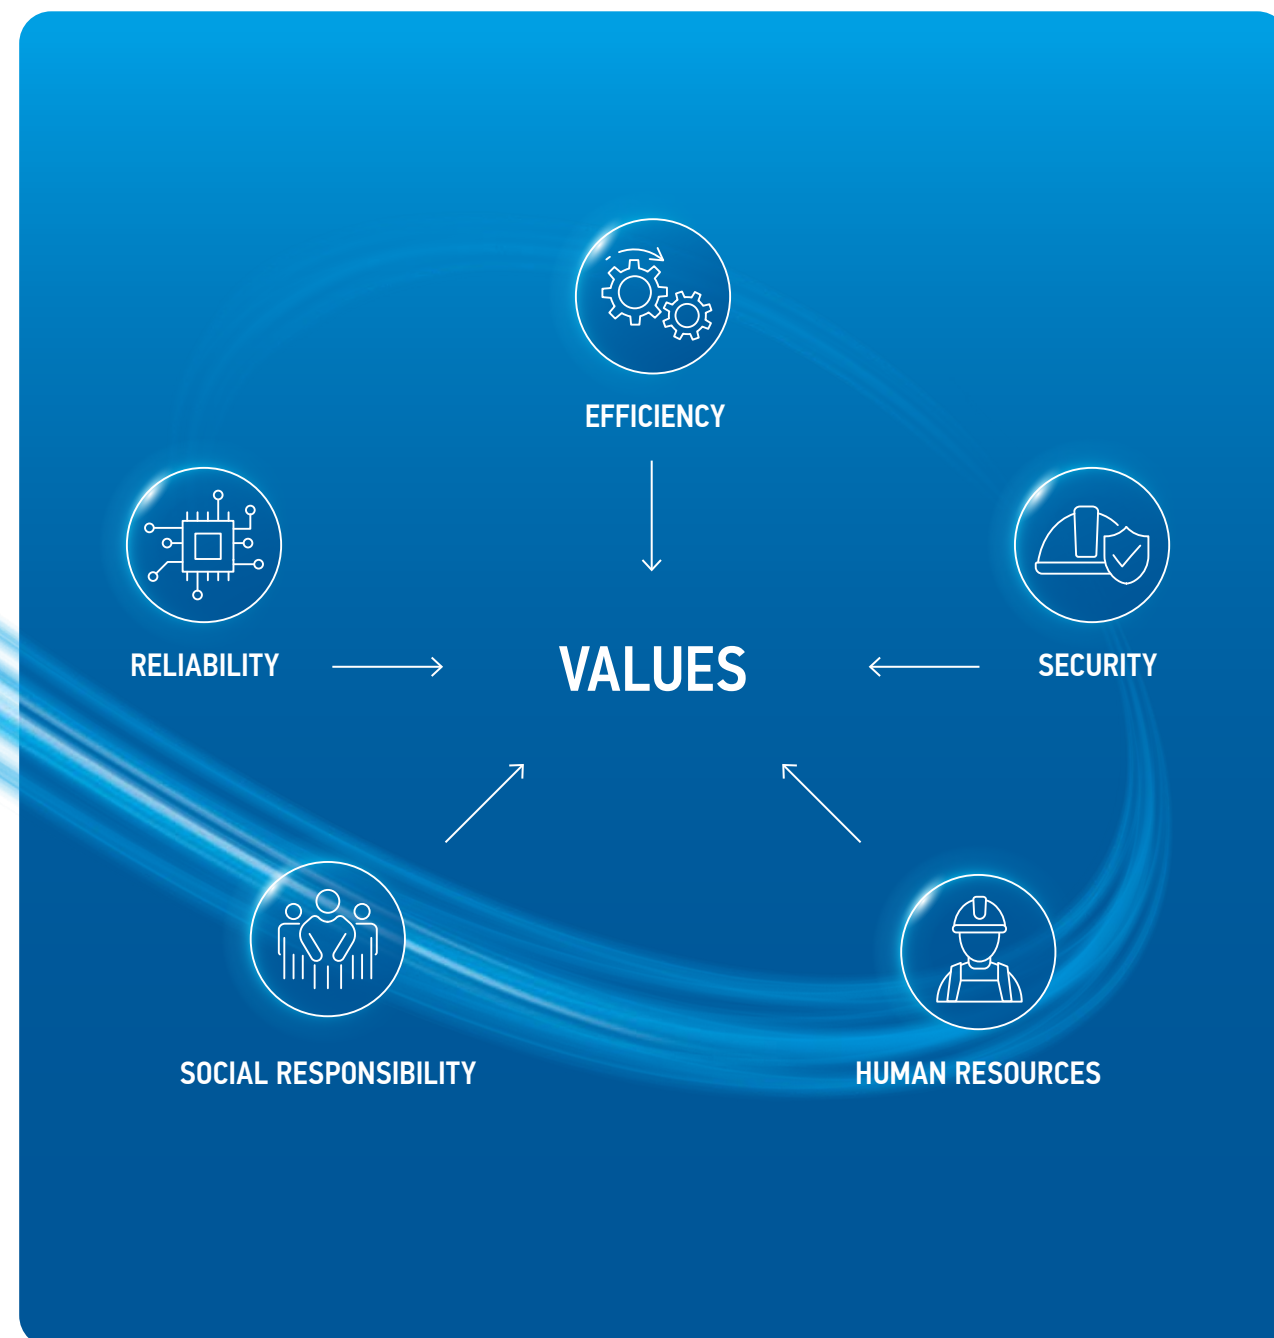 EFFICIENCY
RELIABILITY
VALUES
SECURITY
SOCIAL RESPONSIBILITY
HUMAN RESOURCES